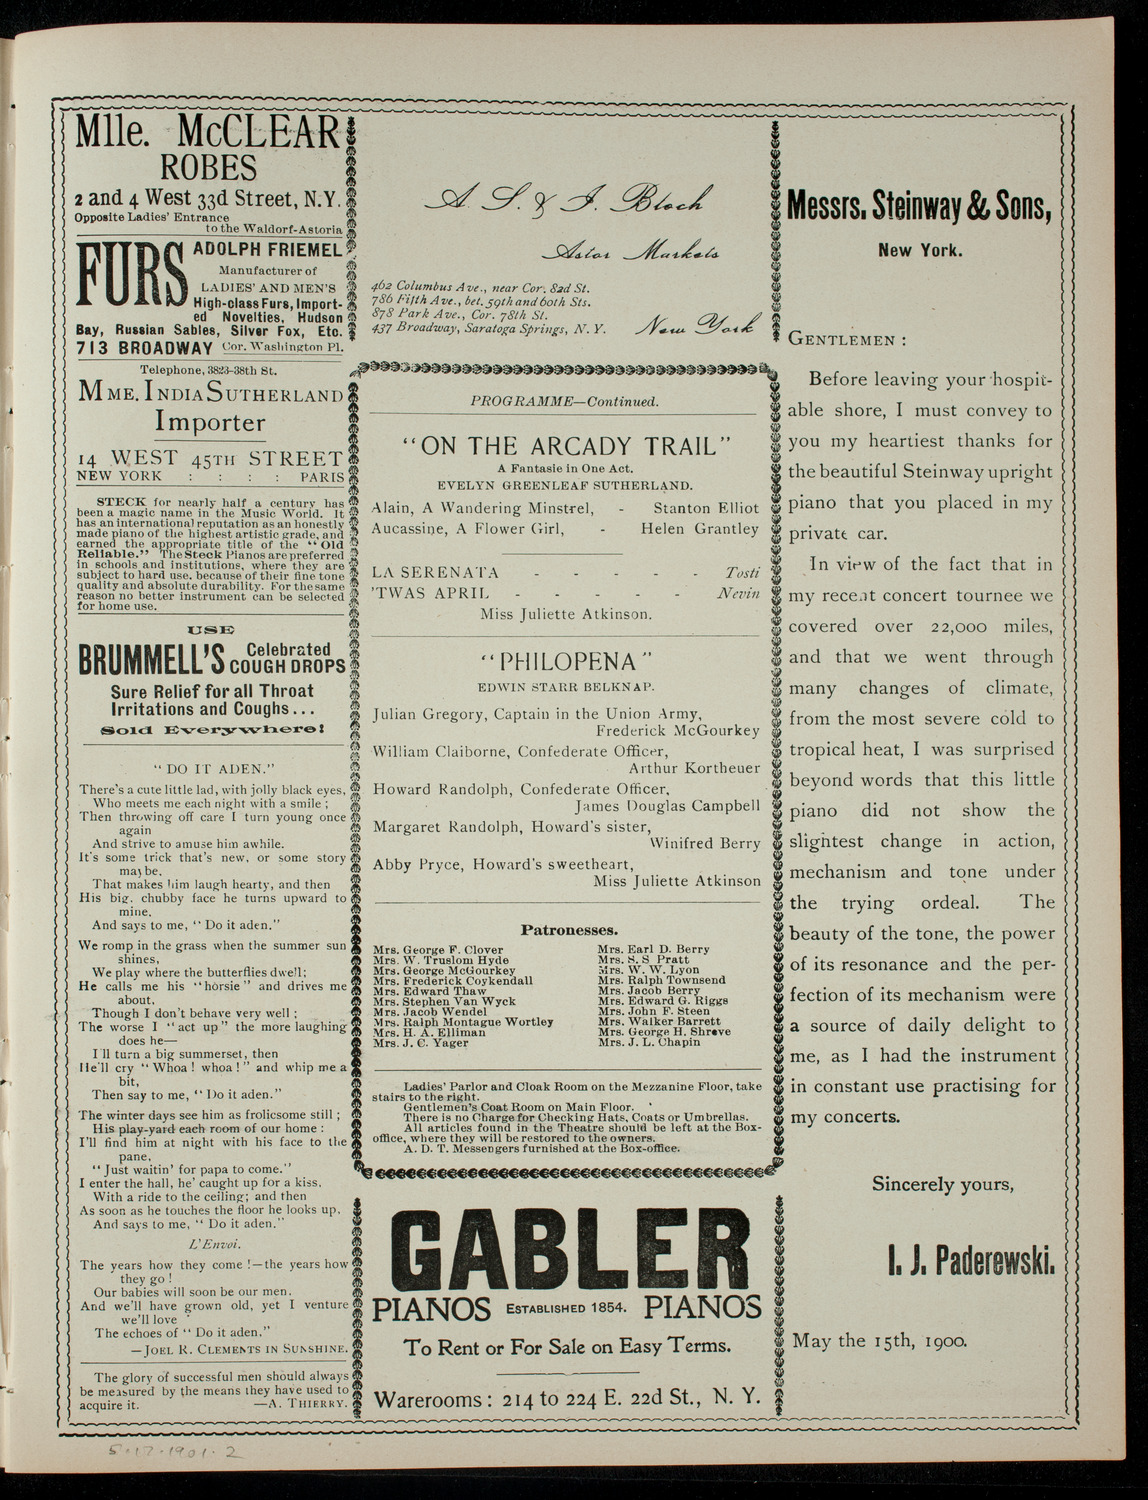 Mlle. McCLEAR
ROBES
2 and 4 West 33d Street, N.Y.
Opposite Ladies' Entrance
to the Waldorf-Astoria
FURS
ADOLPH FRIEMEL
Manufacturer of
LADIES' AND MEN'S
High-class Furs, Import-
ed Novelties, Hudson
Bay, Russian Sables, Silver Fox, Etc.
713 BROADWAY Cor. Washington Pl.
Telephone, 3823-38th St.
MME. INDIA SUTHERLAND
Importer
14 WEST 45TH STREET
NEW YORK : : : : PARIS
STECK for nearly half a century has
been a magic name in the Music World. It
has an international reputation as an honestly
made piano of the highest artistic grade, and
earned the appropriate title of the "Old
Reliable." The Steck Pianos are preferred
in schools and institutions, where they are
subject to hard use, because of their fine tone
quality and absolute durability. For the same
reason no better instrument can be selected
for home use.
USE
BRUMMELL'S Celebrated
COUGH DROPS
Sure Relief for all Throat
Irritations and Coughs...
Sold Everywhere!
"DO IT ADEN."
There's a cute little lad, with jolly black eyes,
Who meets me each night with a smile;
Then throwing off care I turn young once
again
And strive to amuse him awhile.
It's some trick that's new, or some story
maybe,
That makes him laugh hearty, and then
His big, chubby face he turns upward to
mine,
And says to me, "Do it aden."
We romp in the grass when the summer sun
shines,
We play where the butterflies dwell;
He calls me his "horsie" and drives me
about,
Though I don't behave very well;
The worse I "act up" the more laughing
does he—
I'll turn a big summerset, then
He'll cry "Whoa! whoa!" and whip me a
bit,
Then say to me, "Do it aden."
The winter days see him as frolicsome still;
His play-yard each room of our home:
I'll find him at night with his face to the
pane,
"Just waitin' for papa to come."
I enter the hall, he' caught up for a kiss,
With a ride to the ceiling; and then
As soon as he touches the floor he looks up,
And says to me, "Do it aden."
L'Envoi.
The years how they come!—the years how
they go!
Our babies will soon be our men,
And we'll have grown old, yet I venture
we'll love
The echoes of "Do it aden."
—JOEL R. CLEMENTS IN SUNSHINE.
The glory of successful men should always
be measured by the means they have used to
acquire it. —A. THIERRY.
A. S. & J. Bloch
Astor Markets
462 Columbus Ave., near Cor. 82d St.
786 Fifth Ave., bet. 59th and 60th Sts.
878 Park Ave., Cor. 78th St.
437 Broadway, Saratoga Springs, N. Y.
New York
PROGRAMME—Continued.
"ON THE ARCADY TRAIL"
A Fantasie in One Act.
EVELYN GREENLEAF SUTHERLAND.
Alain, A Wandering Minstrel, - Stanton Elliot
Aucassine, A Flower Girl, - Helen Grantley
LA SERENATA - - - - - Tosti
'TWAS APRIL - - - - - Nevin
Miss Juliette Atkinson.
"PHILOPENA"
EDWIN STARR BELKNAP.
Julian Gregory, Captain in the Union Army,
Frederick McGourkey
William Claiborne, Confederate Officer,
Arthur Kortheuer
Howard Randolph, Confederate Officer,
James Douglas Campbell
Margaret Randolph, Howard's sister,
Winifred Berry
Abby Pryce, Howard's sweetheart,
Miss Juliette Atkinson
Patronesses.
Mrs. George F. Clover
Mrs. W. Truslom Hyde
Mrs. George McGourkey
Mrs. Frederick Coykendall
Mrs. Edward Thaw
Mrs. Stephen Van Wyck
Mrs. Jacob Wendel
Mrs. Ralph Montague Wortley
Mrs. H. A. Elliman
Mrs. J. C. Yager
Mrs. Earl D. Berry
Mrs. S. S. Pratt
Mrs. W. W. Lyon
Mrs. Ralph Townsend
Mrs. Jacob Berry
Mrs. Edward G. Riggs
Mrs. John F. Steen
Mrs. Walker Barrett
Mrs. George H. Shreve
Mrs. J. L. Chapin
Ladies' Parlor and Cloak Room on the Mezzanine Floor, take
stairs to the right.
Gentlemen's Coat Room on Main Floor.
There is no Charge for Checking Hats, Coats or Umbrellas.
All articles found in the Theatre should be left at the Box-
office, where they will be restored to the owners.
A. D. T. Messengers furnished at the Box-office.
GABLER
PIANOS ESTABLISHED 1854. PIANOS
To Rent or For Sale on Easy Terms.
Warerooms: 214 to 224 E. 22d St., N. Y.
Messrs. Steinway & Sons,
New York.
GENTLEMEN:
Before leaving your hospit-
able shore, I must convey to
you my heartiest thanks for
the beautiful Steinway upright
piano that you placed in my
private car.
In view of the fact that in
my recent concert tournee we
covered over 22,000 miles,
and that we went through
many changes of climate,
from the most severe cold to
tropical heat, I was surprised
beyond words that this little
piano did not show the
slightest change in action,
mechanism and tone under
the trying ordeal. The
beauty of the tone, the power
of its resonance and the per-
fection of its mechanism were
a source of daily delight to
me, as I had the instrument
in constant use practising for
my concerts.
Sincerely yours,
I. J. Paderewski.
May the 15th, 1900.
5.17.1901.2